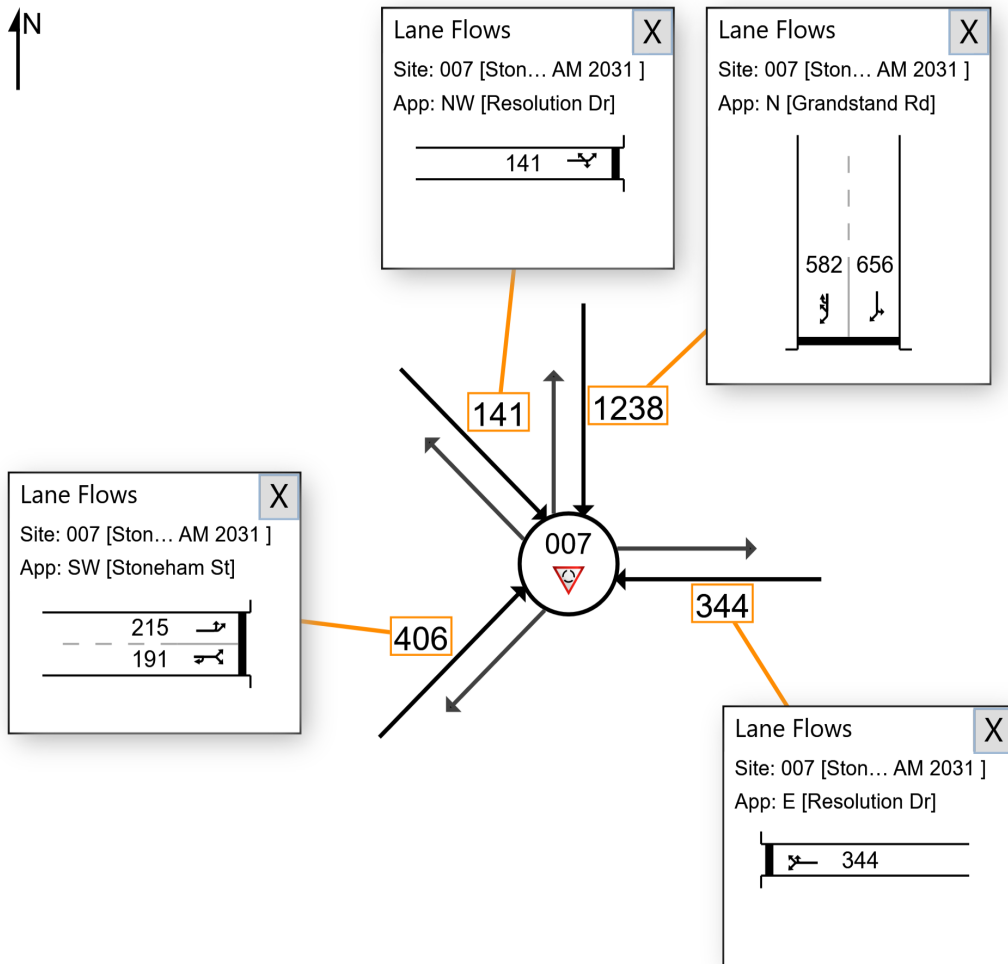 N
Lane Flows
X
Site: 007 [Ston... AM 2031 ]
App: NW [Resolution Dr]
141
Lane Flows
X
Site: 007 [Ston... AM 2031 ]
App: N [Grandstand Rd]
582 656
141
1238
Lane Flows
X
Site: 007 [Ston... AM 2031 ]
App: SW [Stoneham St]
215
191
007
406
344
Lane Flows
X
Site: 007 [Ston... AM 2031 ]
App: E [Resolution Dr]
344